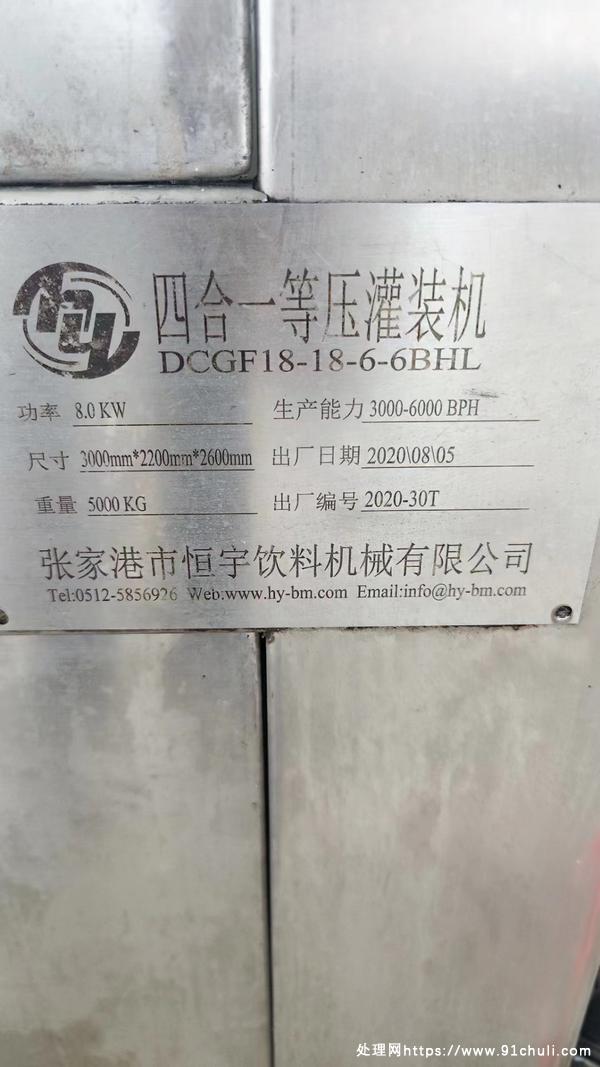 hy
四合一等压灌装机
DCGF18-18-6-6BHL
功率 8.0 KW 生产能力 3000-6000 BPH
尺寸 3000mm*2200mm*2600mm 出厂日期 2020\08\05
重量 5000 KG 出厂编号 2020-30T
张家港市恒宇饮料机械有限公司
Tel:0512-5856926 Web:www.hy-bm.com Email:info@hy-bm.com
处理网https://www.91chuli.com/